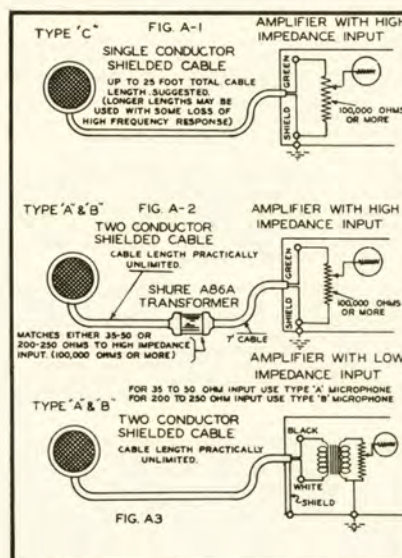 FIG. A-1
TYPE "C"
AMPLIFIER WITH HIGH
IMPEDANCE INPUT
SINGLE CONDUCTOR
SHIELDED CABLE
UP TO 25 FOOT TOTAL CABLE
LENGTH SUGGESTED.
(LONGER LENGTHS MAY BE
USED WITH SOME LOSS OF
HIGH FREQUENCY RESPONSE)
GREEN
SHIELD
100,000 OHMS
OR MORE
TYPE "A" & "B"
FIG. A-2
AMPLIFIER WITH HIGH
IMPEDANCE INPUT
TWO CONDUCTOR
SHIELDED CABLE
CABLE LENGTH PRACTICALLY
UNLIMITED.
SHURE A86A
TRANSFORMER
GREEN
SHIELD
100,000 OHMS
OR MORE
MATCHES EITHER 35-50 OR
200-250 OHMS TO HIGH IMPEDANCE
INPUT. (100,000 OHMS OR MORE)
7' CABLE
AMPLIFIER WITH LOW
IMPEDANCE INPUT
FOR 35 TO 50 OHM INPUT USE TYPE "A" MICROPHONE
FOR 200 TO 250 OHM INPUT USE TYPE "B" MICROPHONE
TYPE "A" & "B"
TWO CONDUCTOR
SHIELDED CABLE
CABLE LENGTH PRACTICALLY
UNLIMITED.
BLACK
WHITE
SHIELD
FIG. A3